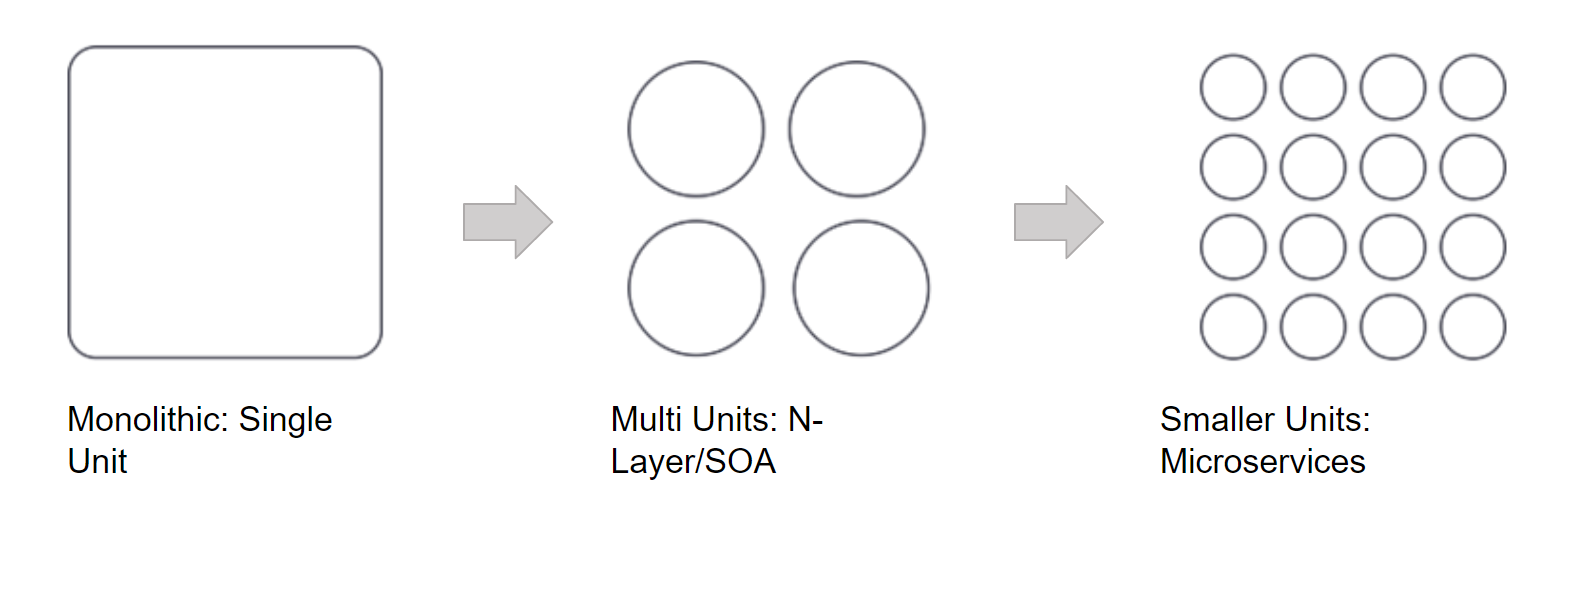 Monolithic: Single
Unit
Multi Units: N-
Layer/SOA
Smaller Units:
Microservices